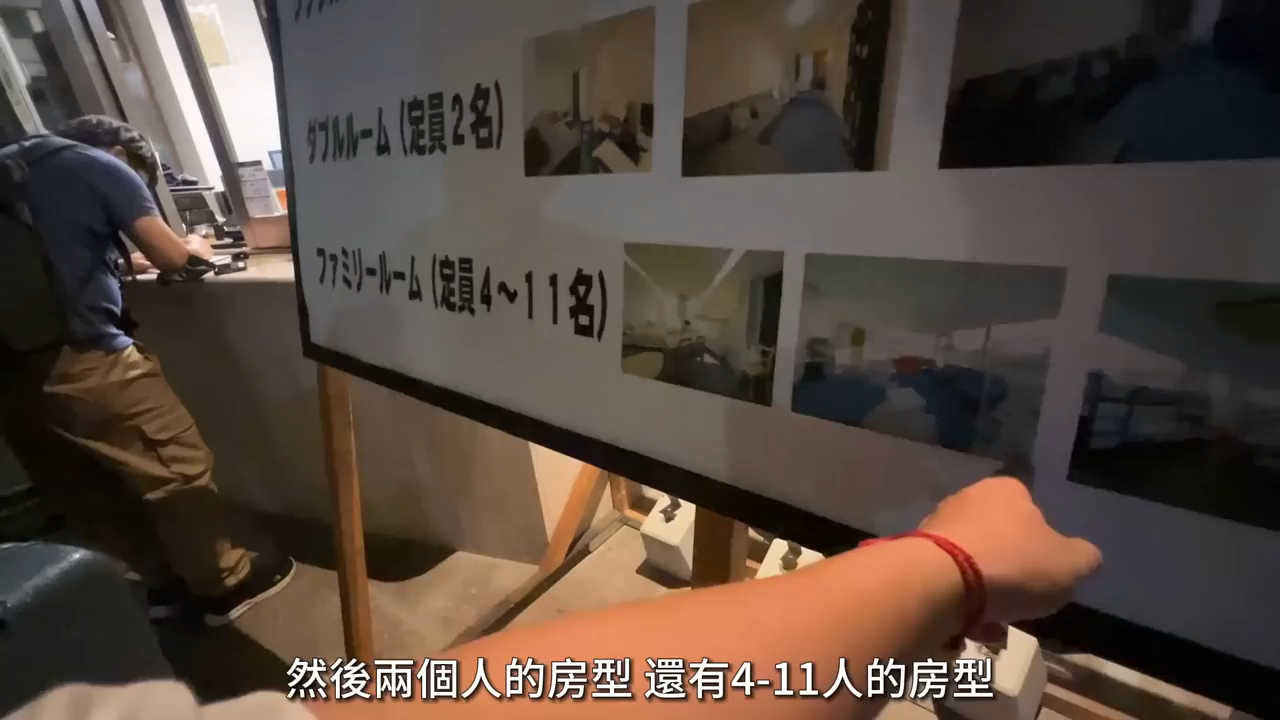 ダブルルーム(定員2名)
ファミリールーム(定員4～11名)
然後兩個人的房型 還有4-11人的房型